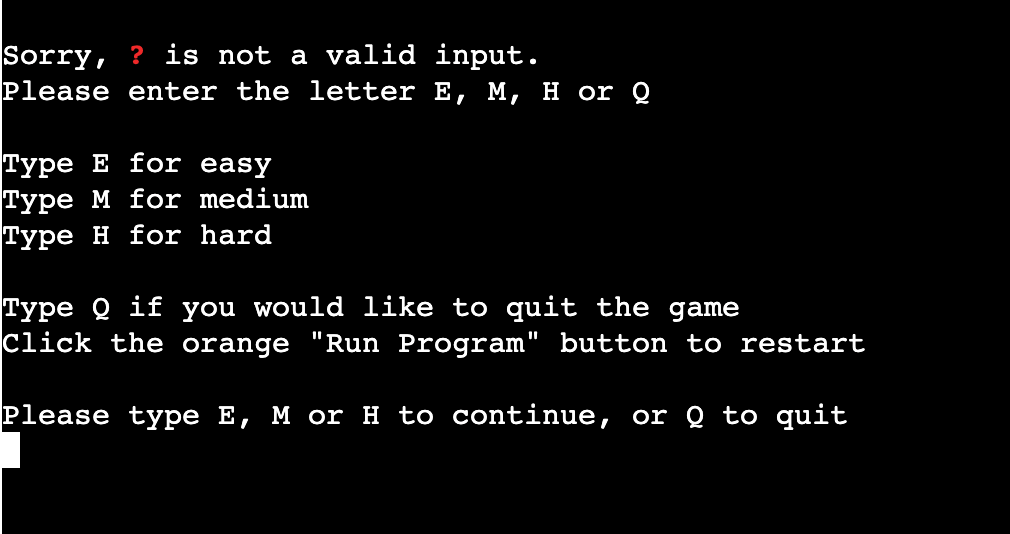 Sorry, ? is not a valid input.
Please enter the letter E, M, H or Q
Type E for easy
Type M for medium
Type H for hard
Type Q if you would like to quit the game
Click the orange "Run Program" button to restart
Please type E, M or H to continue, or Q to quit